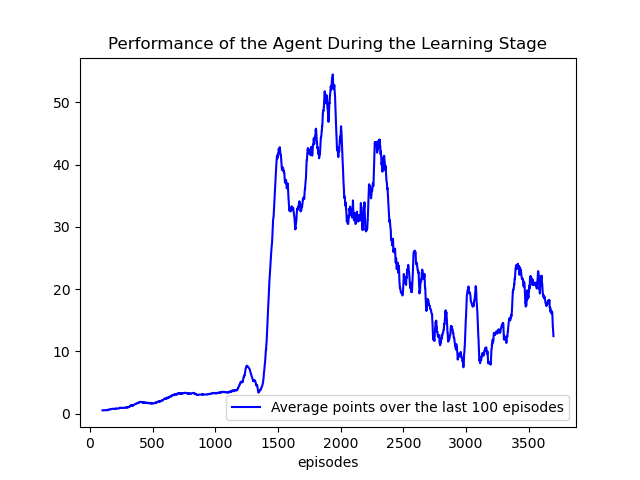 Performance of the Agent During the Learning Stage
50
40
30
20
10
0
Average points over the last 100 episodes
0 500 1000 1500 2000 2500 3000 3500
episodes